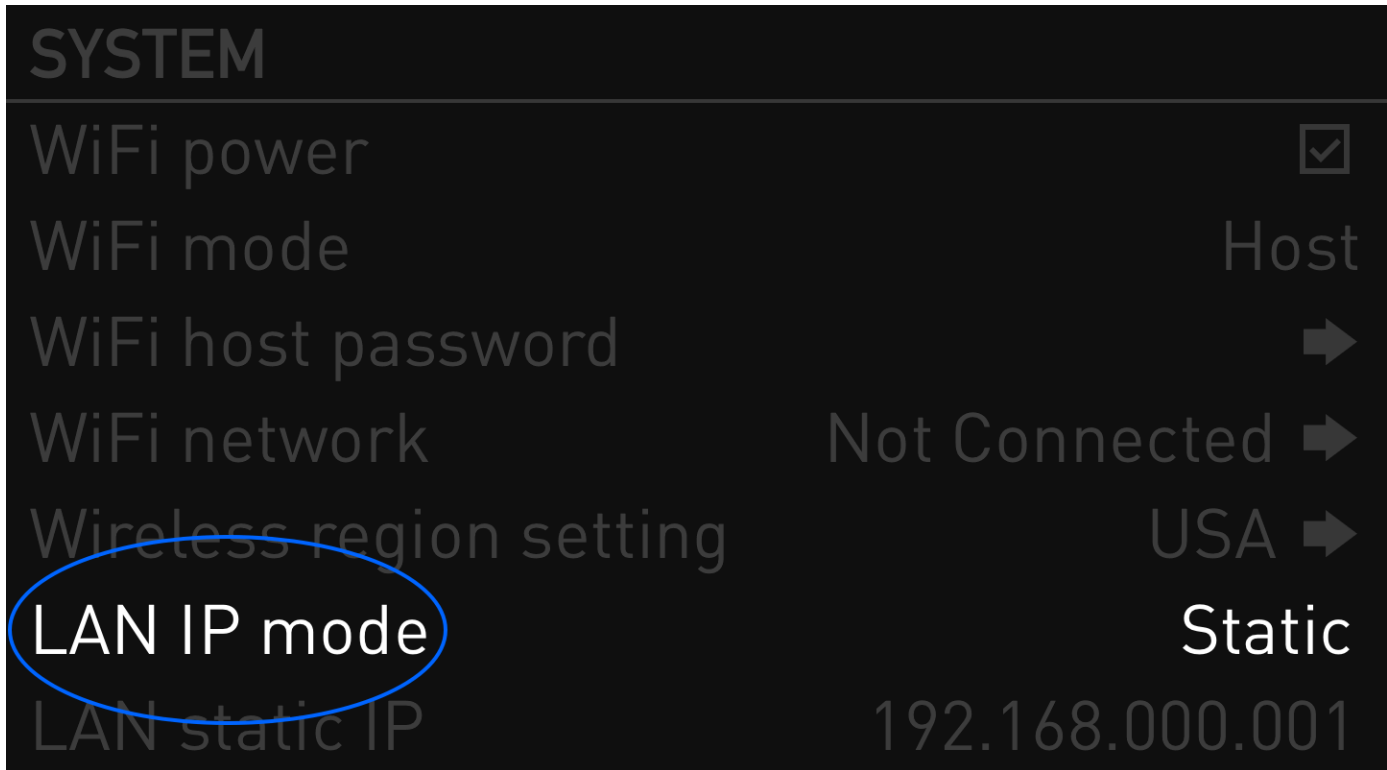 SYSTEM
WiFi power
WiFi mode Host
WiFi host password
WiFi network Not Connected
Wireless region setting USA
LAN IP mode Static
LAN static IP 192.168.000.001